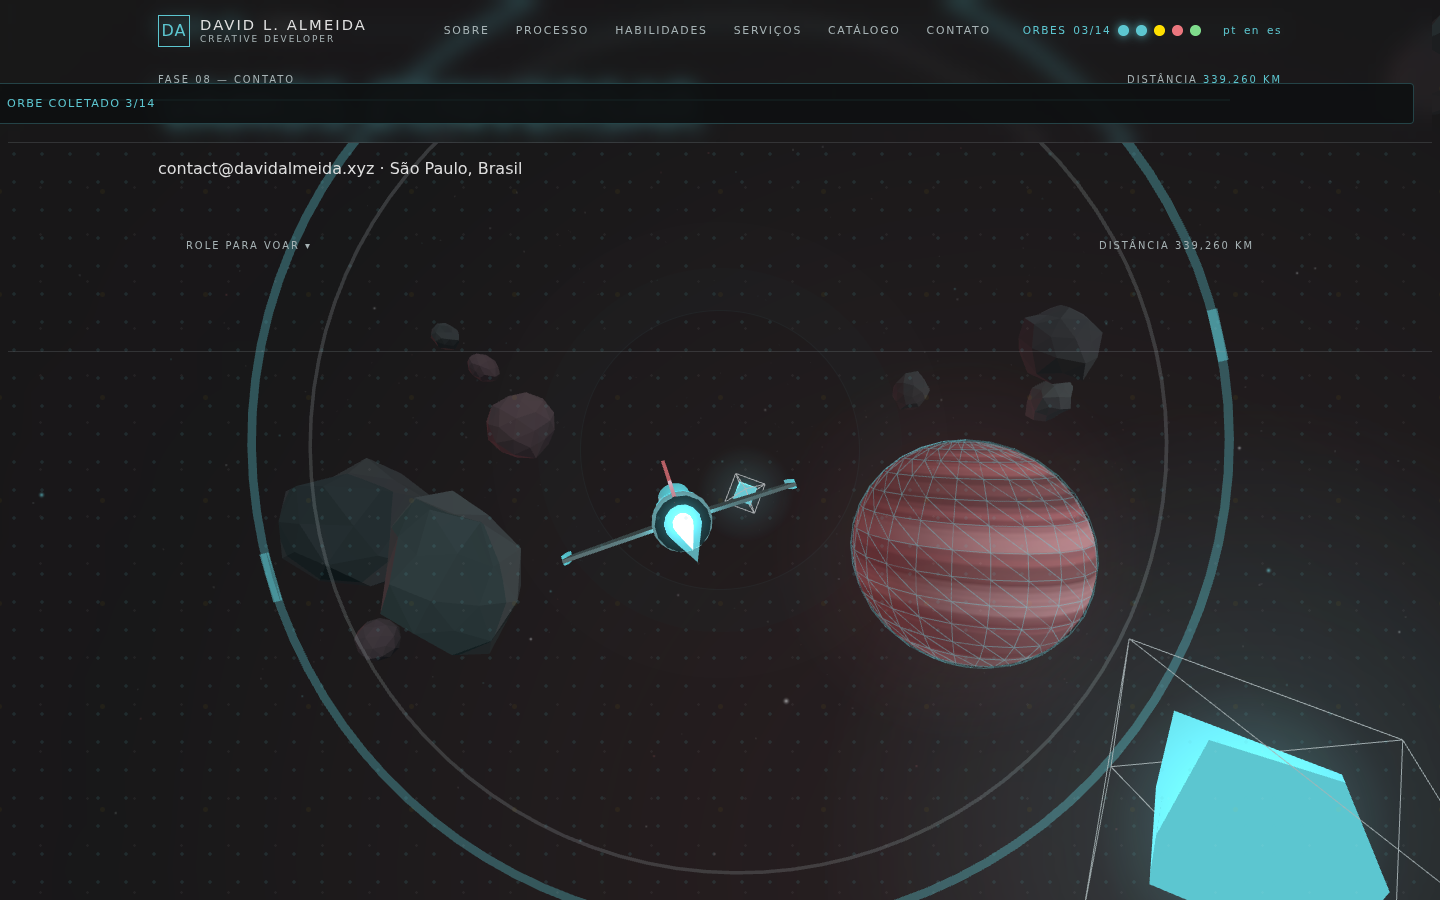 DA DAVID L. ALMEIDA
CREATIVE DEVELOPER
SOBRE PROCESSO HABILIDADES SERVIÇOS CATÁLOGO CONTATO ORBES 03/14 pt en es
FASE 08 — CONTATO DISTÂNCIA 339,260 KM
ORBE COLETADO 3/14
contact@davidalmeida.xyz · São Paulo, Brasil
ROLE PARA VOAR ▾ DISTÂNCIA 339,260 KM